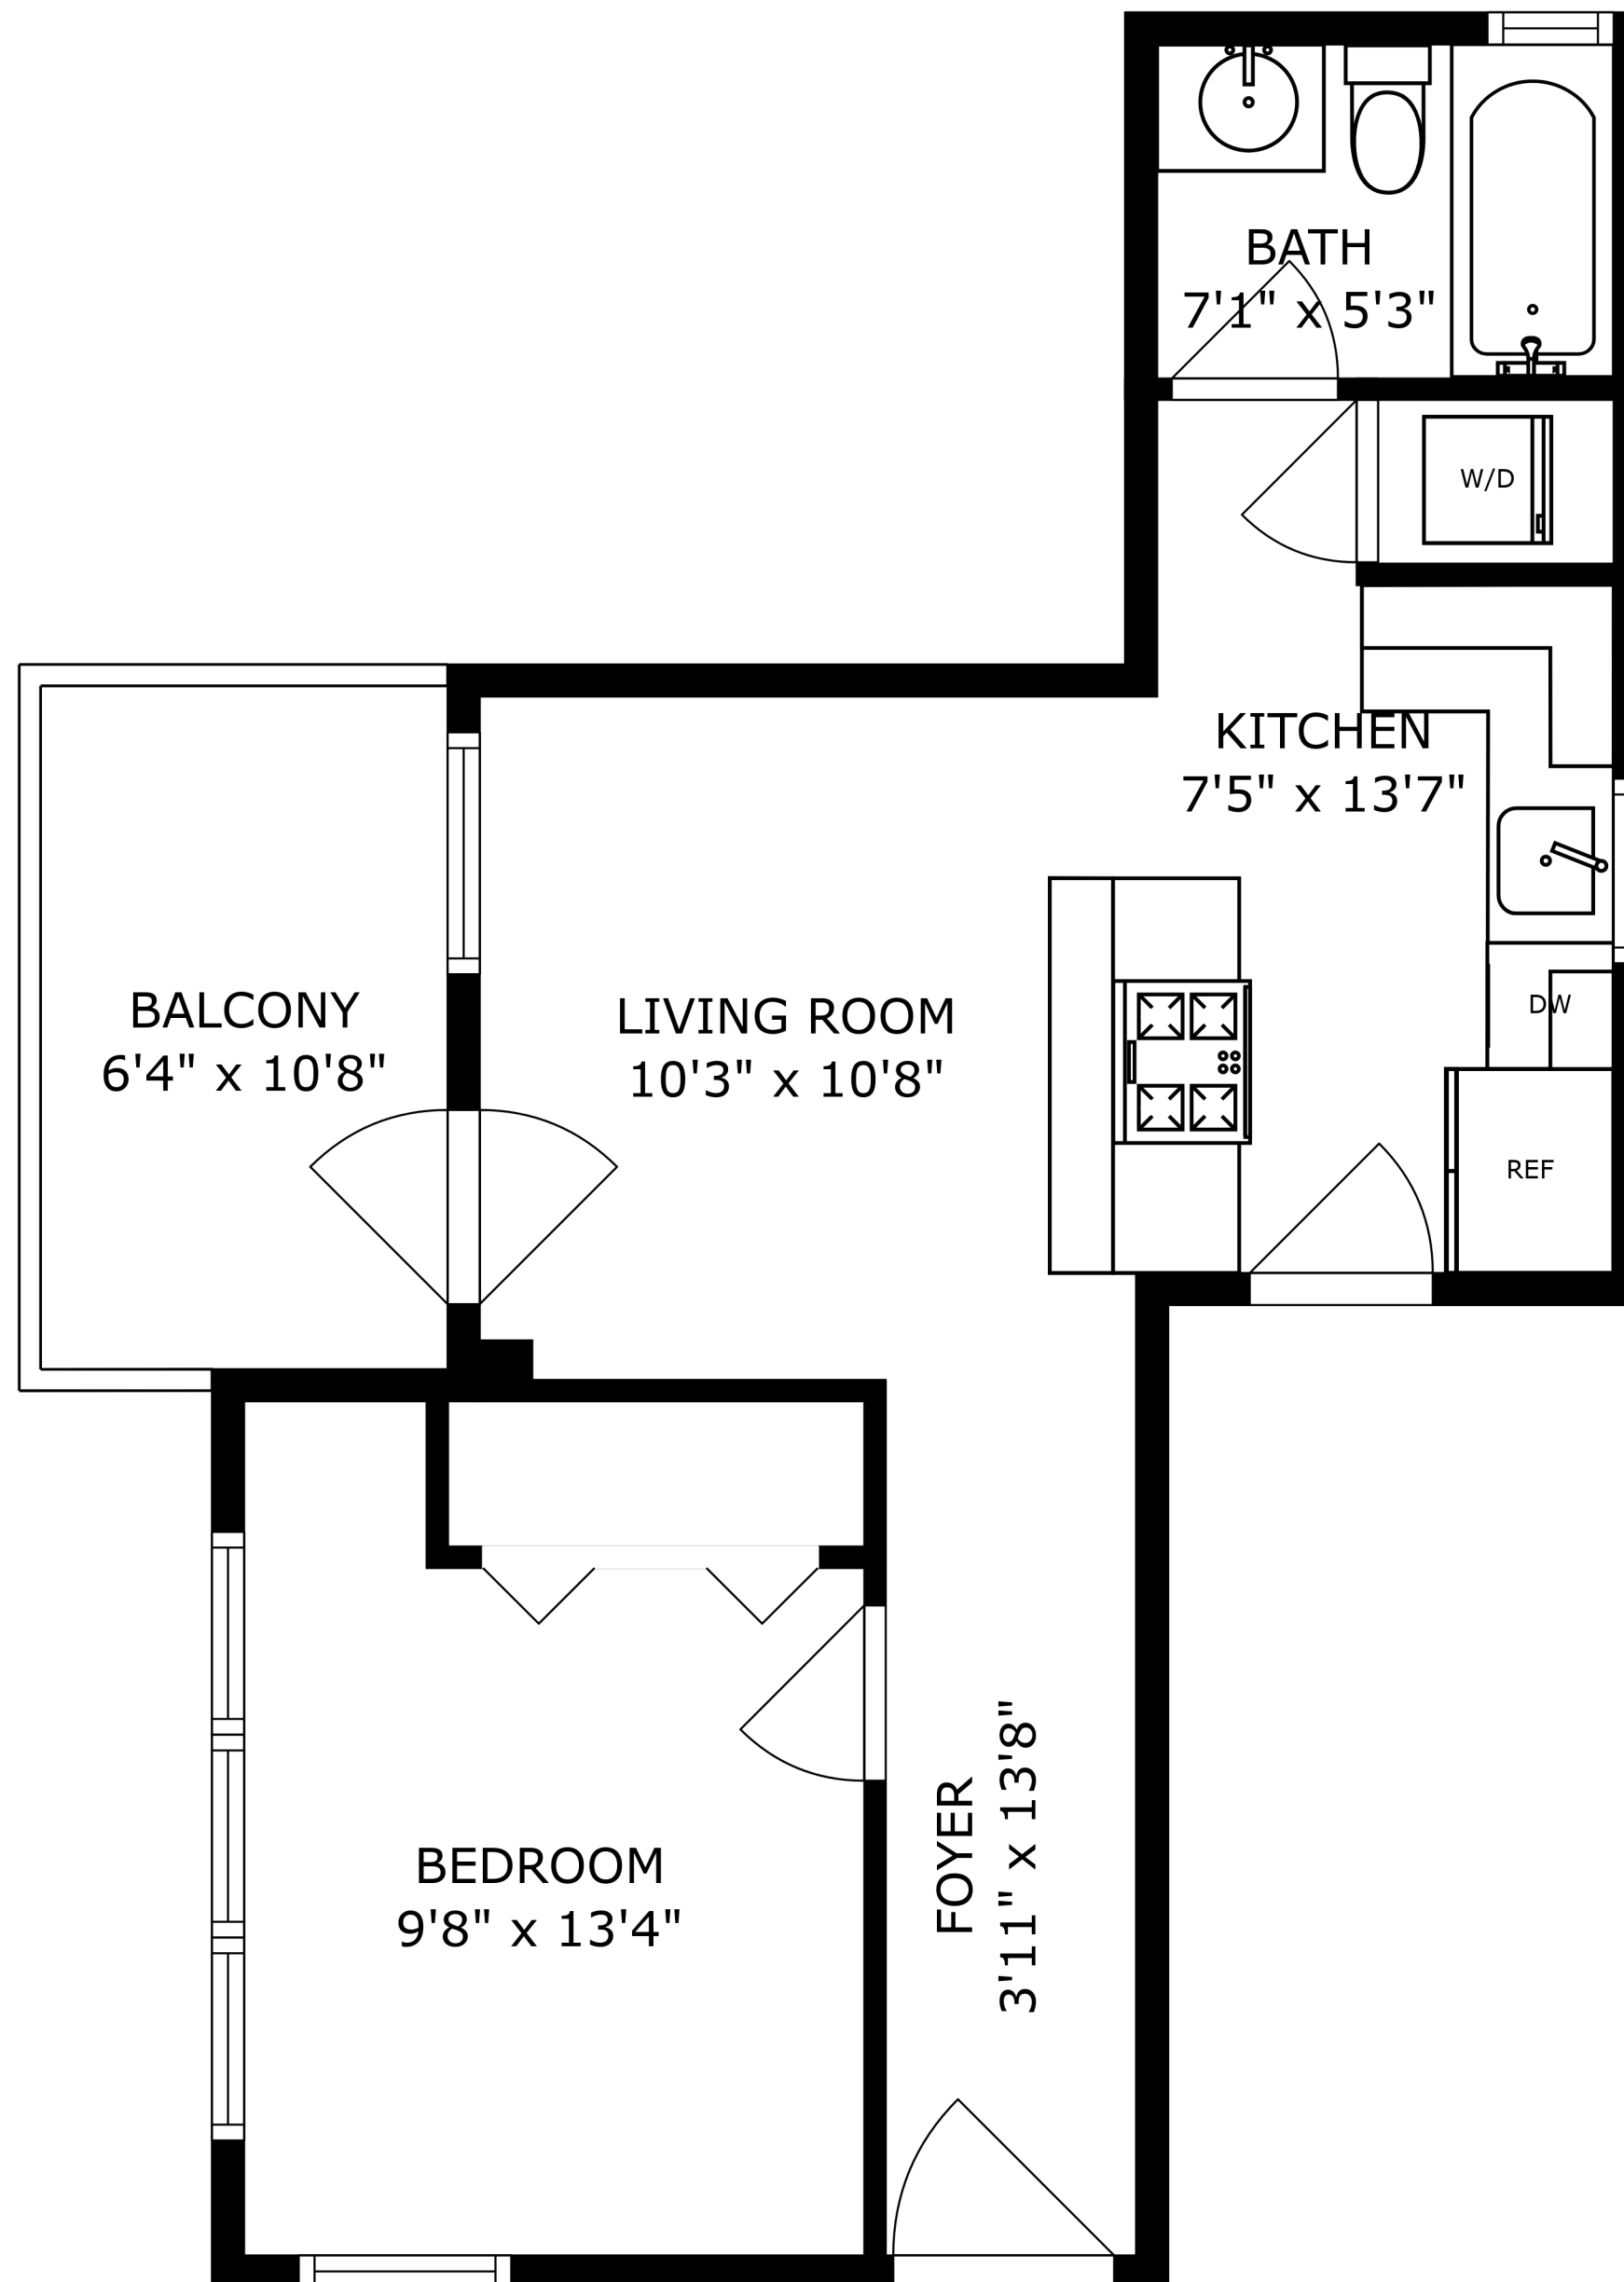 BATH
7'1" x 5'3"
W/D
KITCHEN
7'5" x 13'7"
BALCONY
6'4" x 10'8"
LIVING ROOM
10'3" x 10'8"
DW
REF
BEDROOM
9'8" x 13'4"
FOYER
3'11" x 13'8"